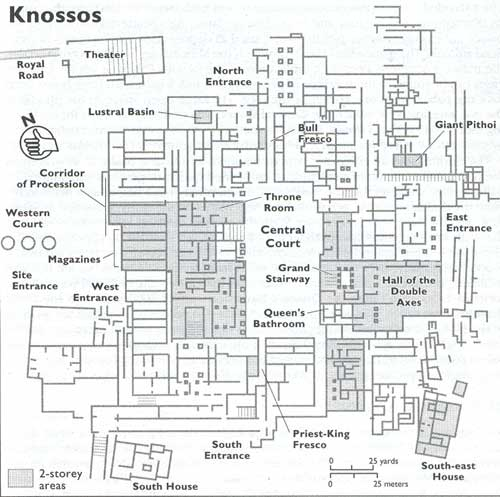 Knossos
Theater
Royal
Road
North
Entrance
Lustral Basin
Bull
Fresco
Giant Pithoi
N
Corridor
of Procession
Throne
Room
Western
Court
Central
Court
East
Entrance
Magazines
Grand
Stairway
Hall of the
Double
Axes
Site
Entrance
West
Entrance
Queen's
Bathroom
South
Entrance
Priest-King
Fresco
0 25 yards
0 25 meters
2-storey
areas
South House
South-east
House